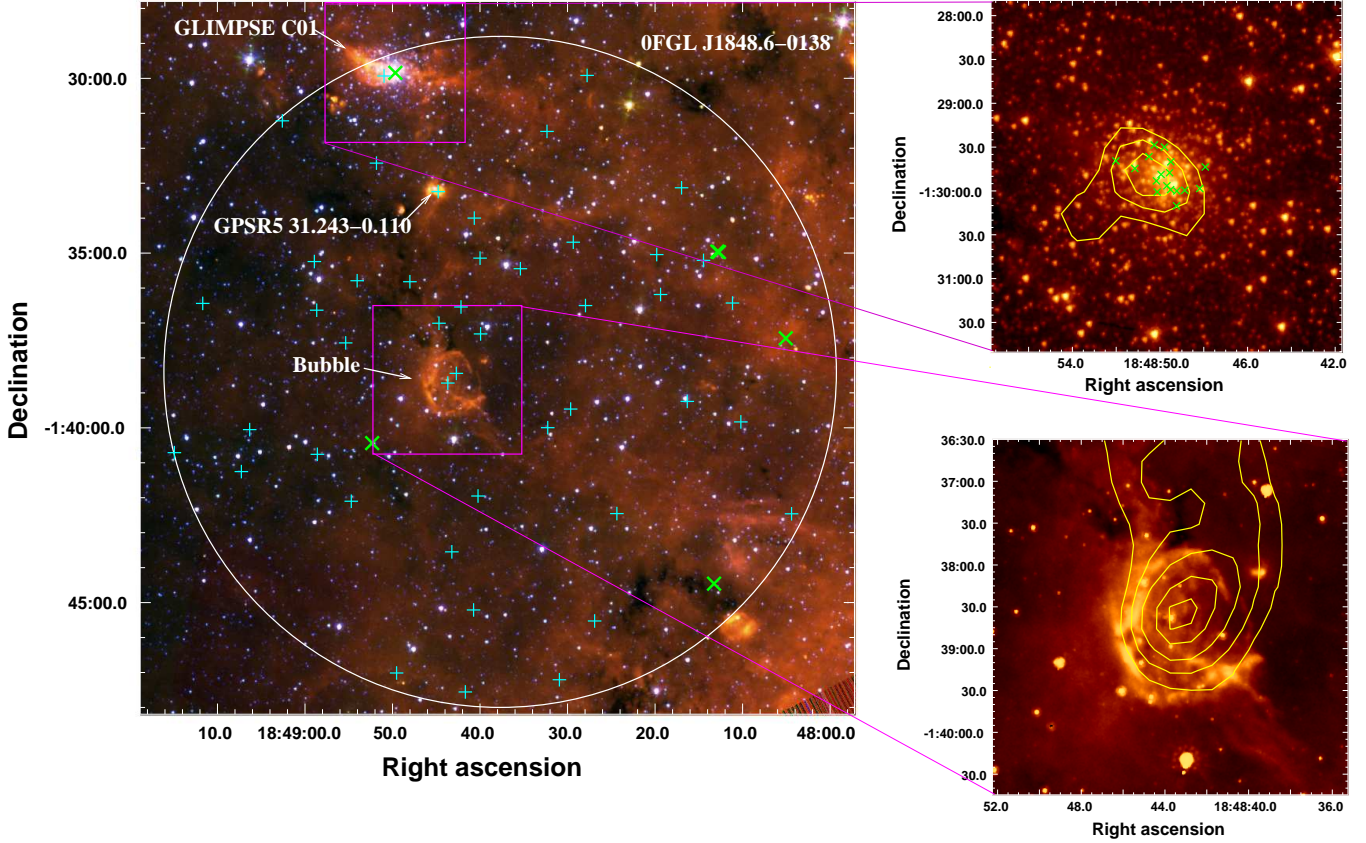 GLIMPSE C01
0FGL J1848.6−0138
GPSR5 31.243−0.110
Bubble
30:00.0
35:00.0
-1:40:00.0
45:00.0
Declination
10.0 18:49:00.0 50.0 40.0 30.0 20.0 10.0 18:48:00.0
Right ascension
28:00.0
30.0
29:00.0
30.0
-1:30:00.0
30.0
31:00.0
30.0
Declination
54.0 18:48:50.0 46.0 42.0
Right ascension
36:30.0
37:00.0
30.0
38:00.0
30.0
39:00.0
30.0
-1:40:00.0
30.0
Declination
52.0 48.0 44.0 18:48:40.0 36.0
Right ascension